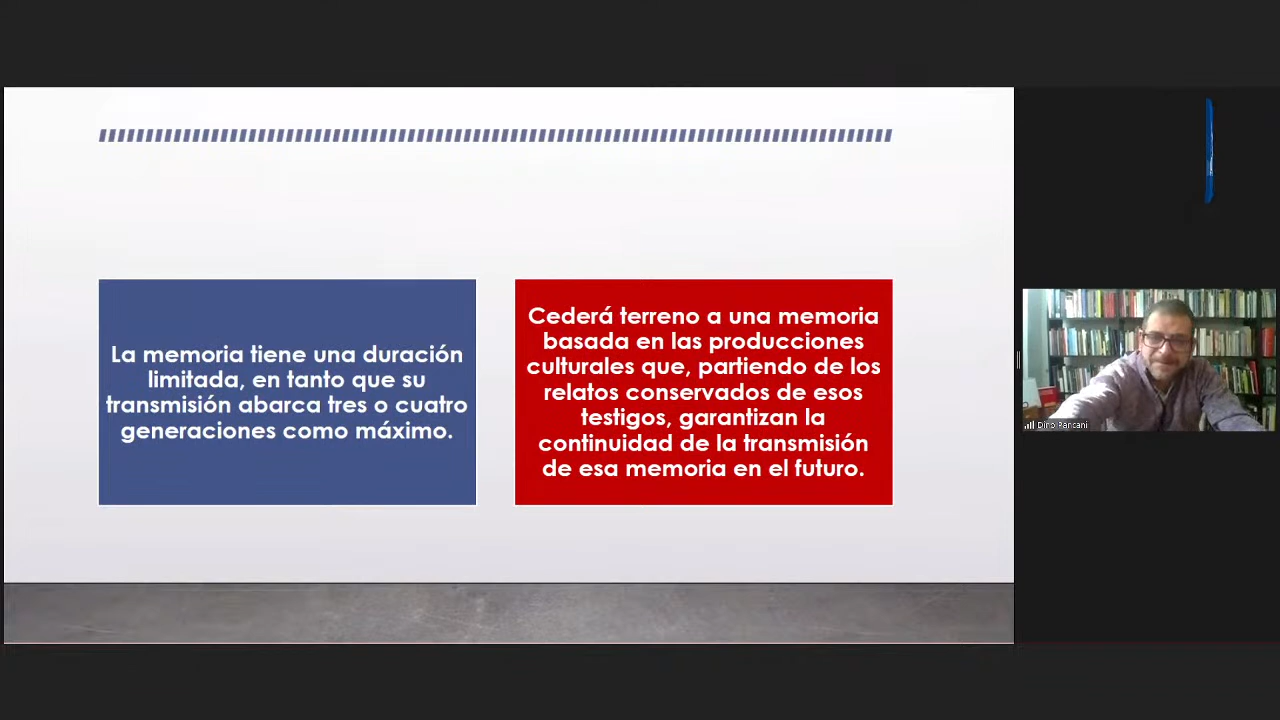 La memoria tiene una duración
limitada, en tanto que su
transmisión abarca tres o cuatro
generaciones como máximo.
Cederá terreno a una memoria
basada en las producciones
culturales que, partiendo de los
relatos conservados de esos
testigos, garantizan la
continuidad de la transmisión
de esa memoria en el futuro.
Dino Pancani